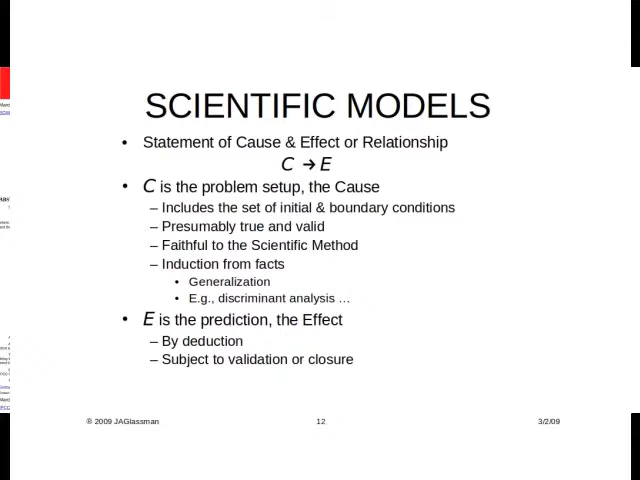 SCIENTIFIC MODELS
• Statement of Cause & Effect or Relationship
C → E
• C is the problem setup, the Cause
– Includes the set of initial & boundary conditions
– Presumably true and valid
– Faithful to the Scientific Method
– Induction from facts
• Generalization
• E.g., discriminant analysis …
• E is the prediction, the Effect
– By deduction
– Subject to validation or closure
® 2009 JAGlassman 12 3/2/09